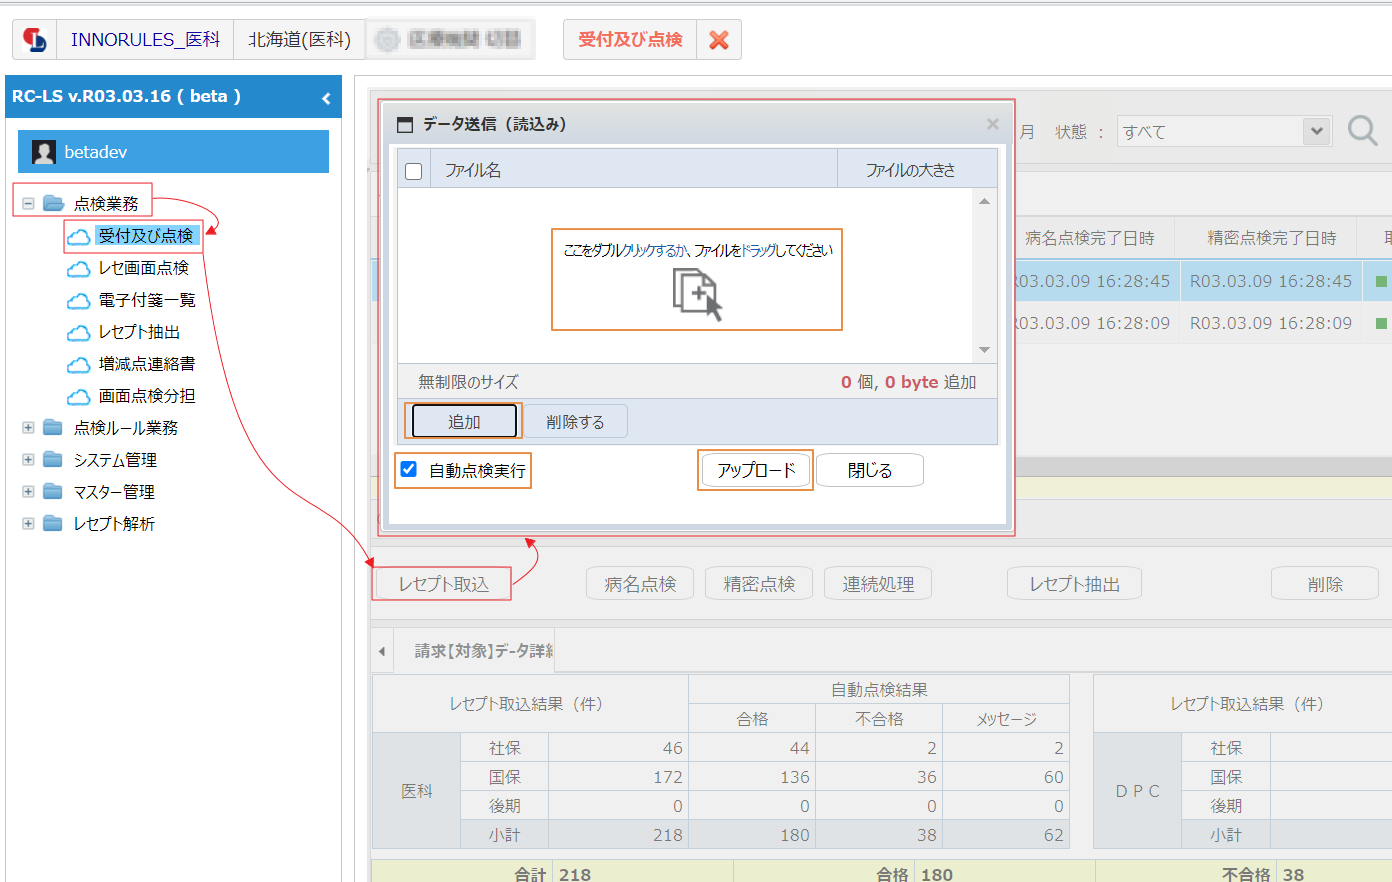 INNORULES_医科
北海道(医科)
受付及び点検
RC-LS v.R03.03.16 ( beta )
betadev
点検業務
受付及び点検
レセ画面点検
電子付箋一覧
レセプト抽出
増減点連絡書
画面点検分担
点検ルール業務
システム管理
マスター管理
レセプト解析
月 状態 : すべて
データ送信（読込み）
ファイル名 ファイルの大きさ
ここをダブルクリックするか、ファイルをドラッグしてください
無制限のサイズ 0 個, 0 byte 追加
追加 削除する
自動点検実行 アップロード 閉じる
病名点検完了日時 精密点検完了日時
R03.03.09 16:28:45 R03.03.09 16:28:45
R03.03.09 16:28:09 R03.03.09 16:28:09
レセプト取込 病名点検 精密点検 連続処理 レセプト抽出 削除
請求【対象】データ詳細
レセプト取込結果（件） 自動点検結果 レセプト取込結果（件）
合格 不合格 メッセージ
医科 社保 46 44 2 2
国保 172 136 36 60
後期 0 0 0 0
小計 218 180 38 62
ＤＰＣ 社保
国保
後期
小計
合計 218 合格 180 不合格 38